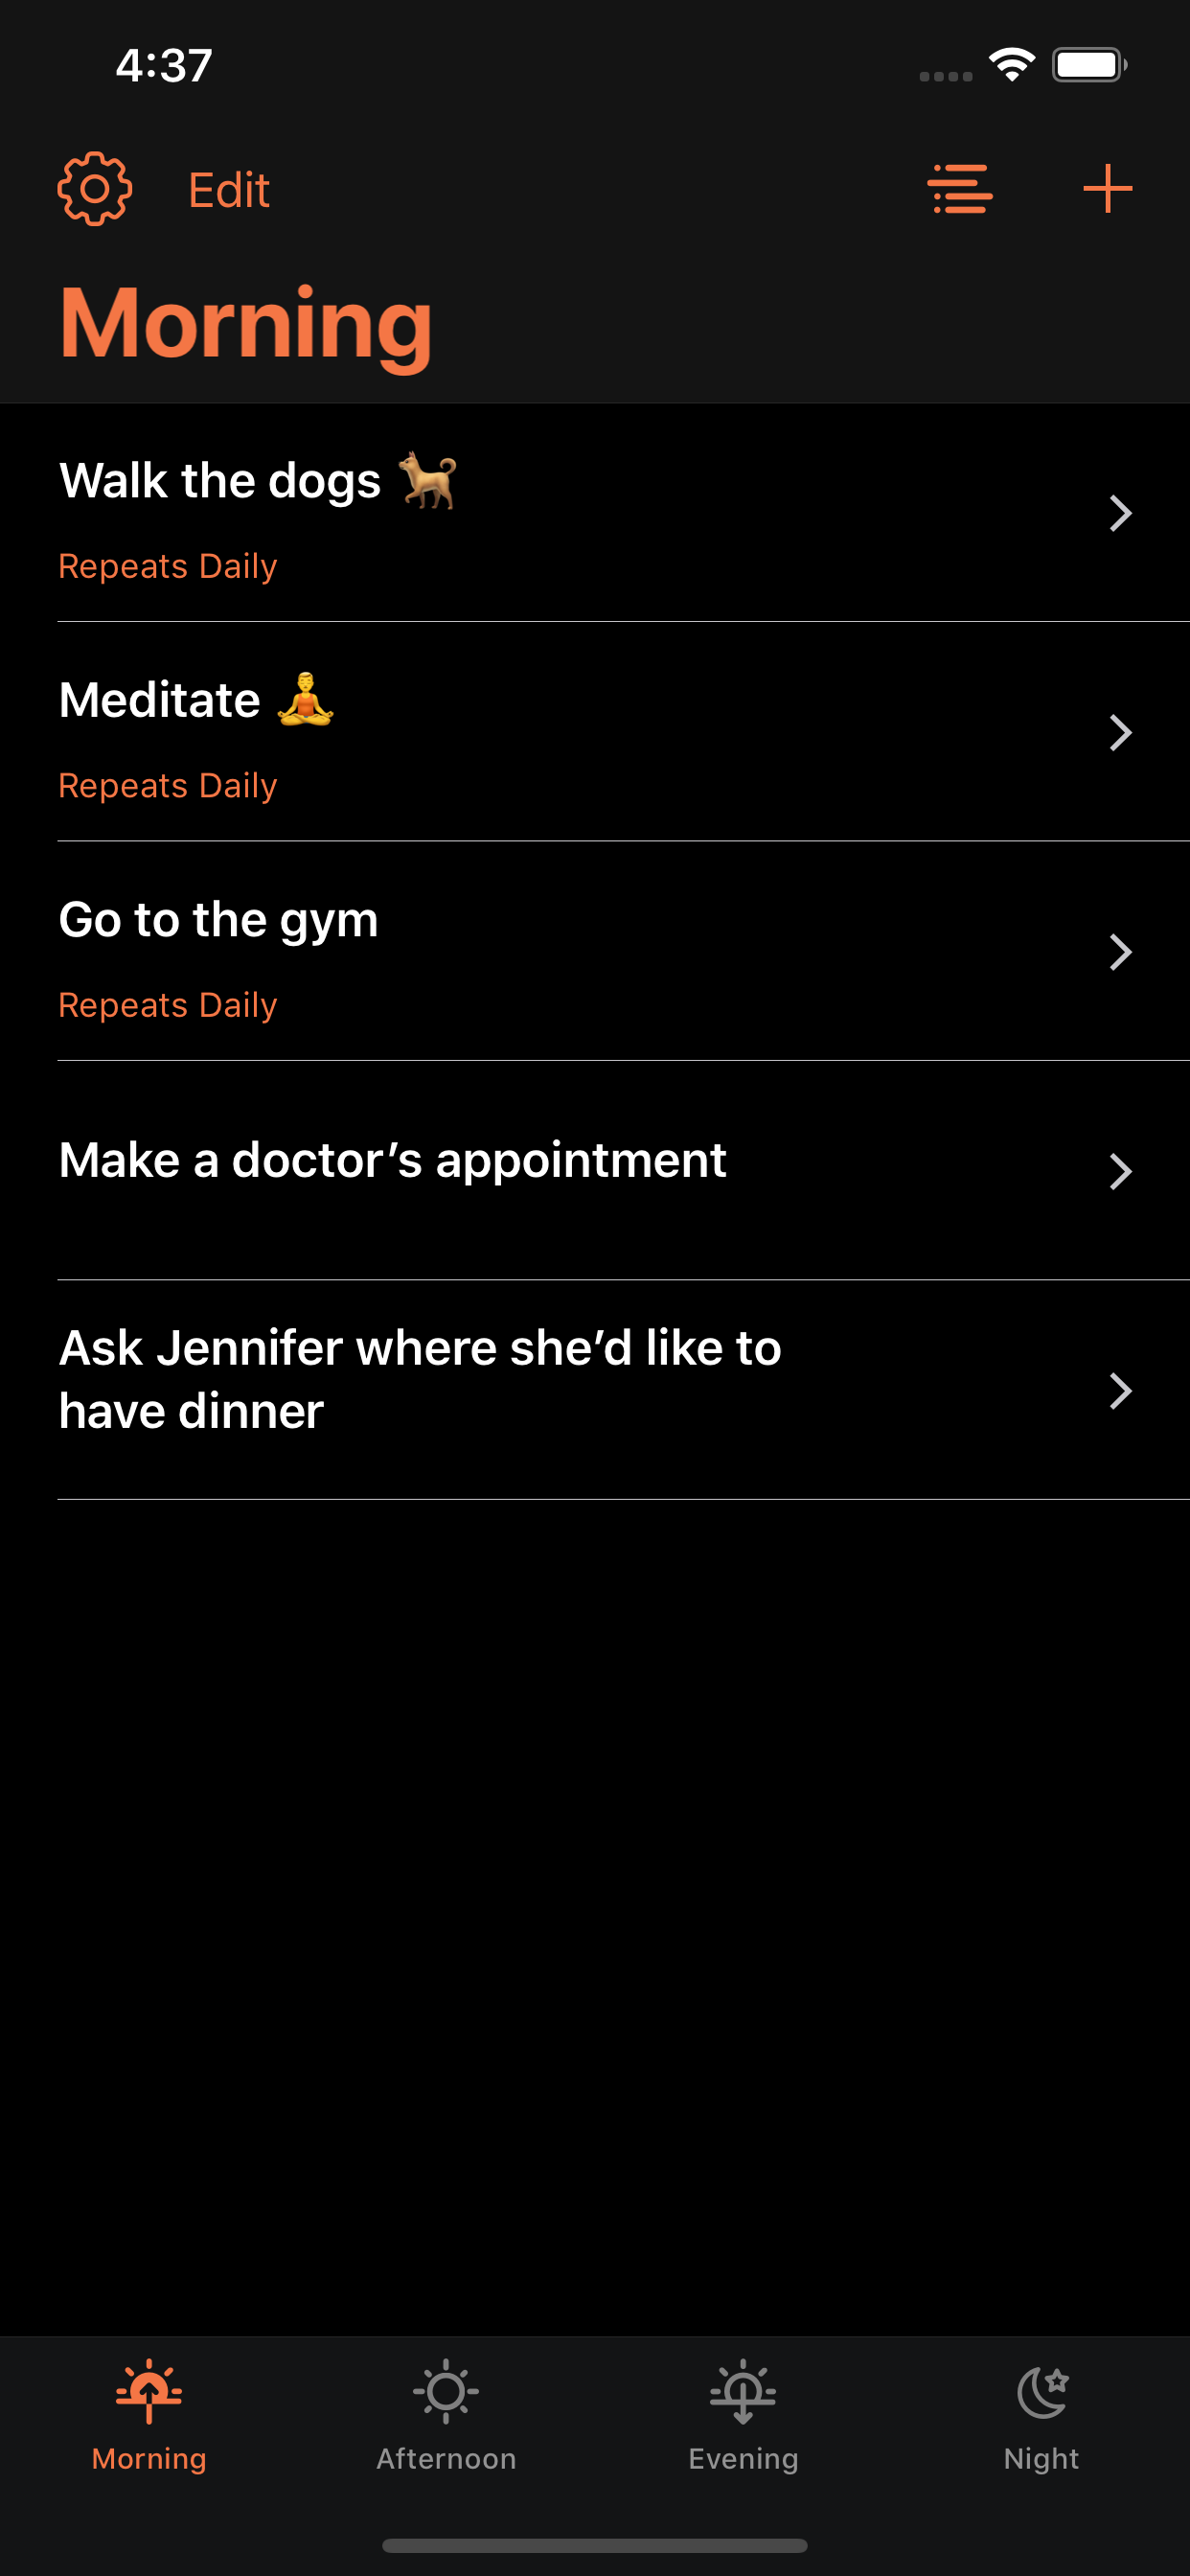 4:37
Edit
Morning
Walk the dogs 🐕
Repeats Daily
Meditate 🧘‍♂️
Repeats Daily
Go to the gym
Repeats Daily
Make a doctor’s appointment
Ask Jennifer where she’d like to
have dinner
Morning Afternoon Evening Night